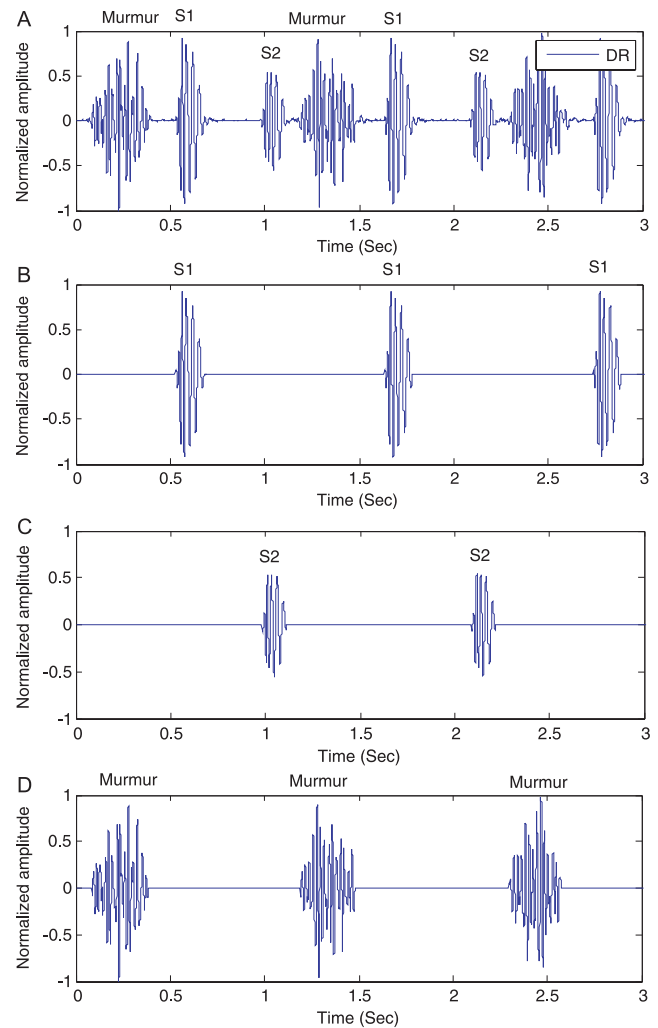 A
Murmur S1 S2 Murmur S1 S2
DR
Normalized amplitude
1
0.5
0
-0.5
-1
0 0.5 1 1.5 2 2.5 3
Time (Sec)
B
S1 S1 S1
Normalized amplitude
1
0.5
0
-0.5
-1
0 0.5 1 1.5 2 2.5 3
Time (Sec)
C
S2 S2
Normalized amplitude
1
0.5
0
-0.5
-1
0 0.5 1 1.5 2 2.5 3
Time (Sec)
D
Murmur Murmur Murmur
Normalized amplitude
1
0.5
0
-0.5
-1
0 0.5 1 1.5 2 2.5 3
Time (Sec)